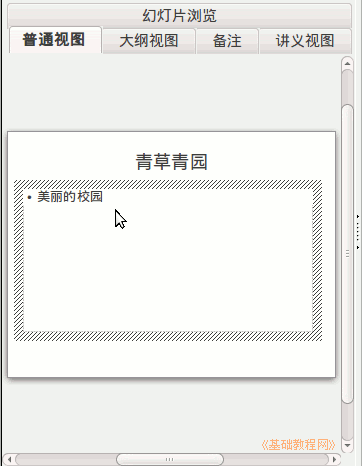 幻灯片浏览
普通视图 大纲视图 备注 讲义视图
青草青园
• 美丽的校园
《基础教程网》